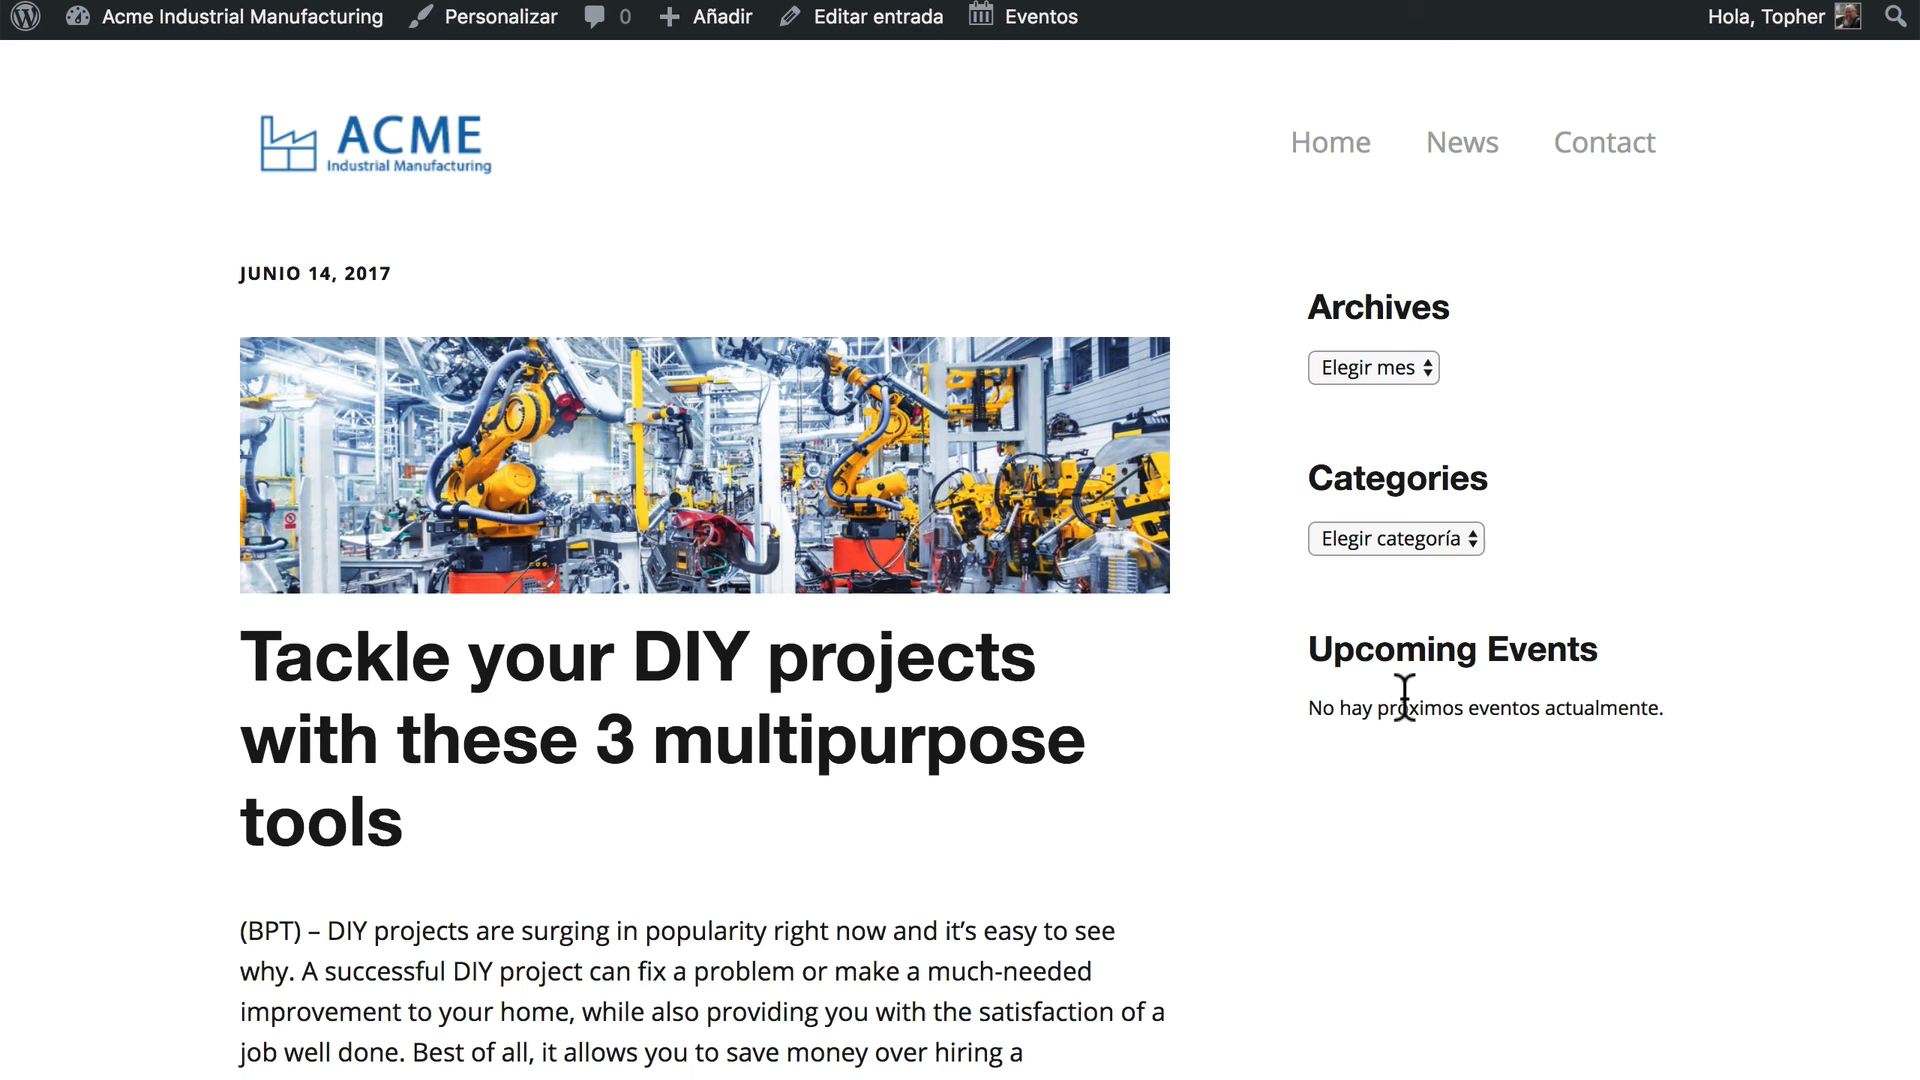 Acme Industrial Manufacturing Personalizar 0 Añadir Editar entrada Eventos Hola, Topher
ACME
Industrial Manufacturing
Home News Contact
JUNIO 14, 2017
Tackle your DIY projects
with these 3 multipurpose
tools
(BPT) – DIY projects are surging in popularity right now and it’s easy to see
why. A successful DIY project can fix a problem or make a much-needed
improvement to your home, while also providing you with the satisfaction of a
job well done. Best of all, it allows you to save money over hiring a
Archives
Elegir mes
Categories
Elegir categoría
Upcoming Events
No hay próximos eventos actualmente.